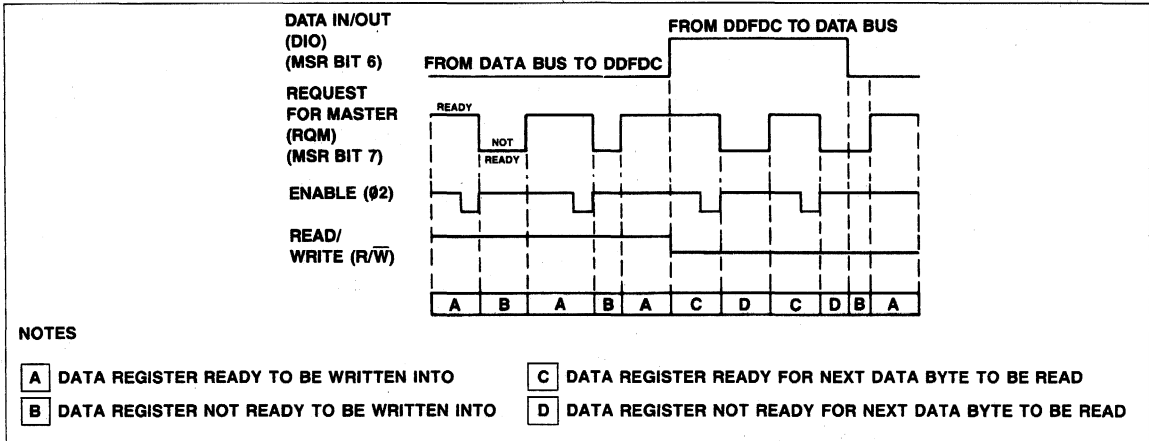 DATA IN/OUT
(DIO)
(MSR BIT 6)
FROM DATA BUS TO DDFDC
FROM DDFDC TO DATA BUS
REQUEST
FOR MASTER
(RQM)
(MSR BIT 7)
READY
NOT
READY
ENABLE (Ø2)
READ/
WRITE (R/W̅)
A B A B A C D C D B A
NOTES
A DATA REGISTER READY TO BE WRITTEN INTO
B DATA REGISTER NOT READY TO BE WRITTEN INTO
C DATA REGISTER READY FOR NEXT DATA BYTE TO BE READ
D DATA REGISTER NOT READY FOR NEXT DATA BYTE TO BE READ